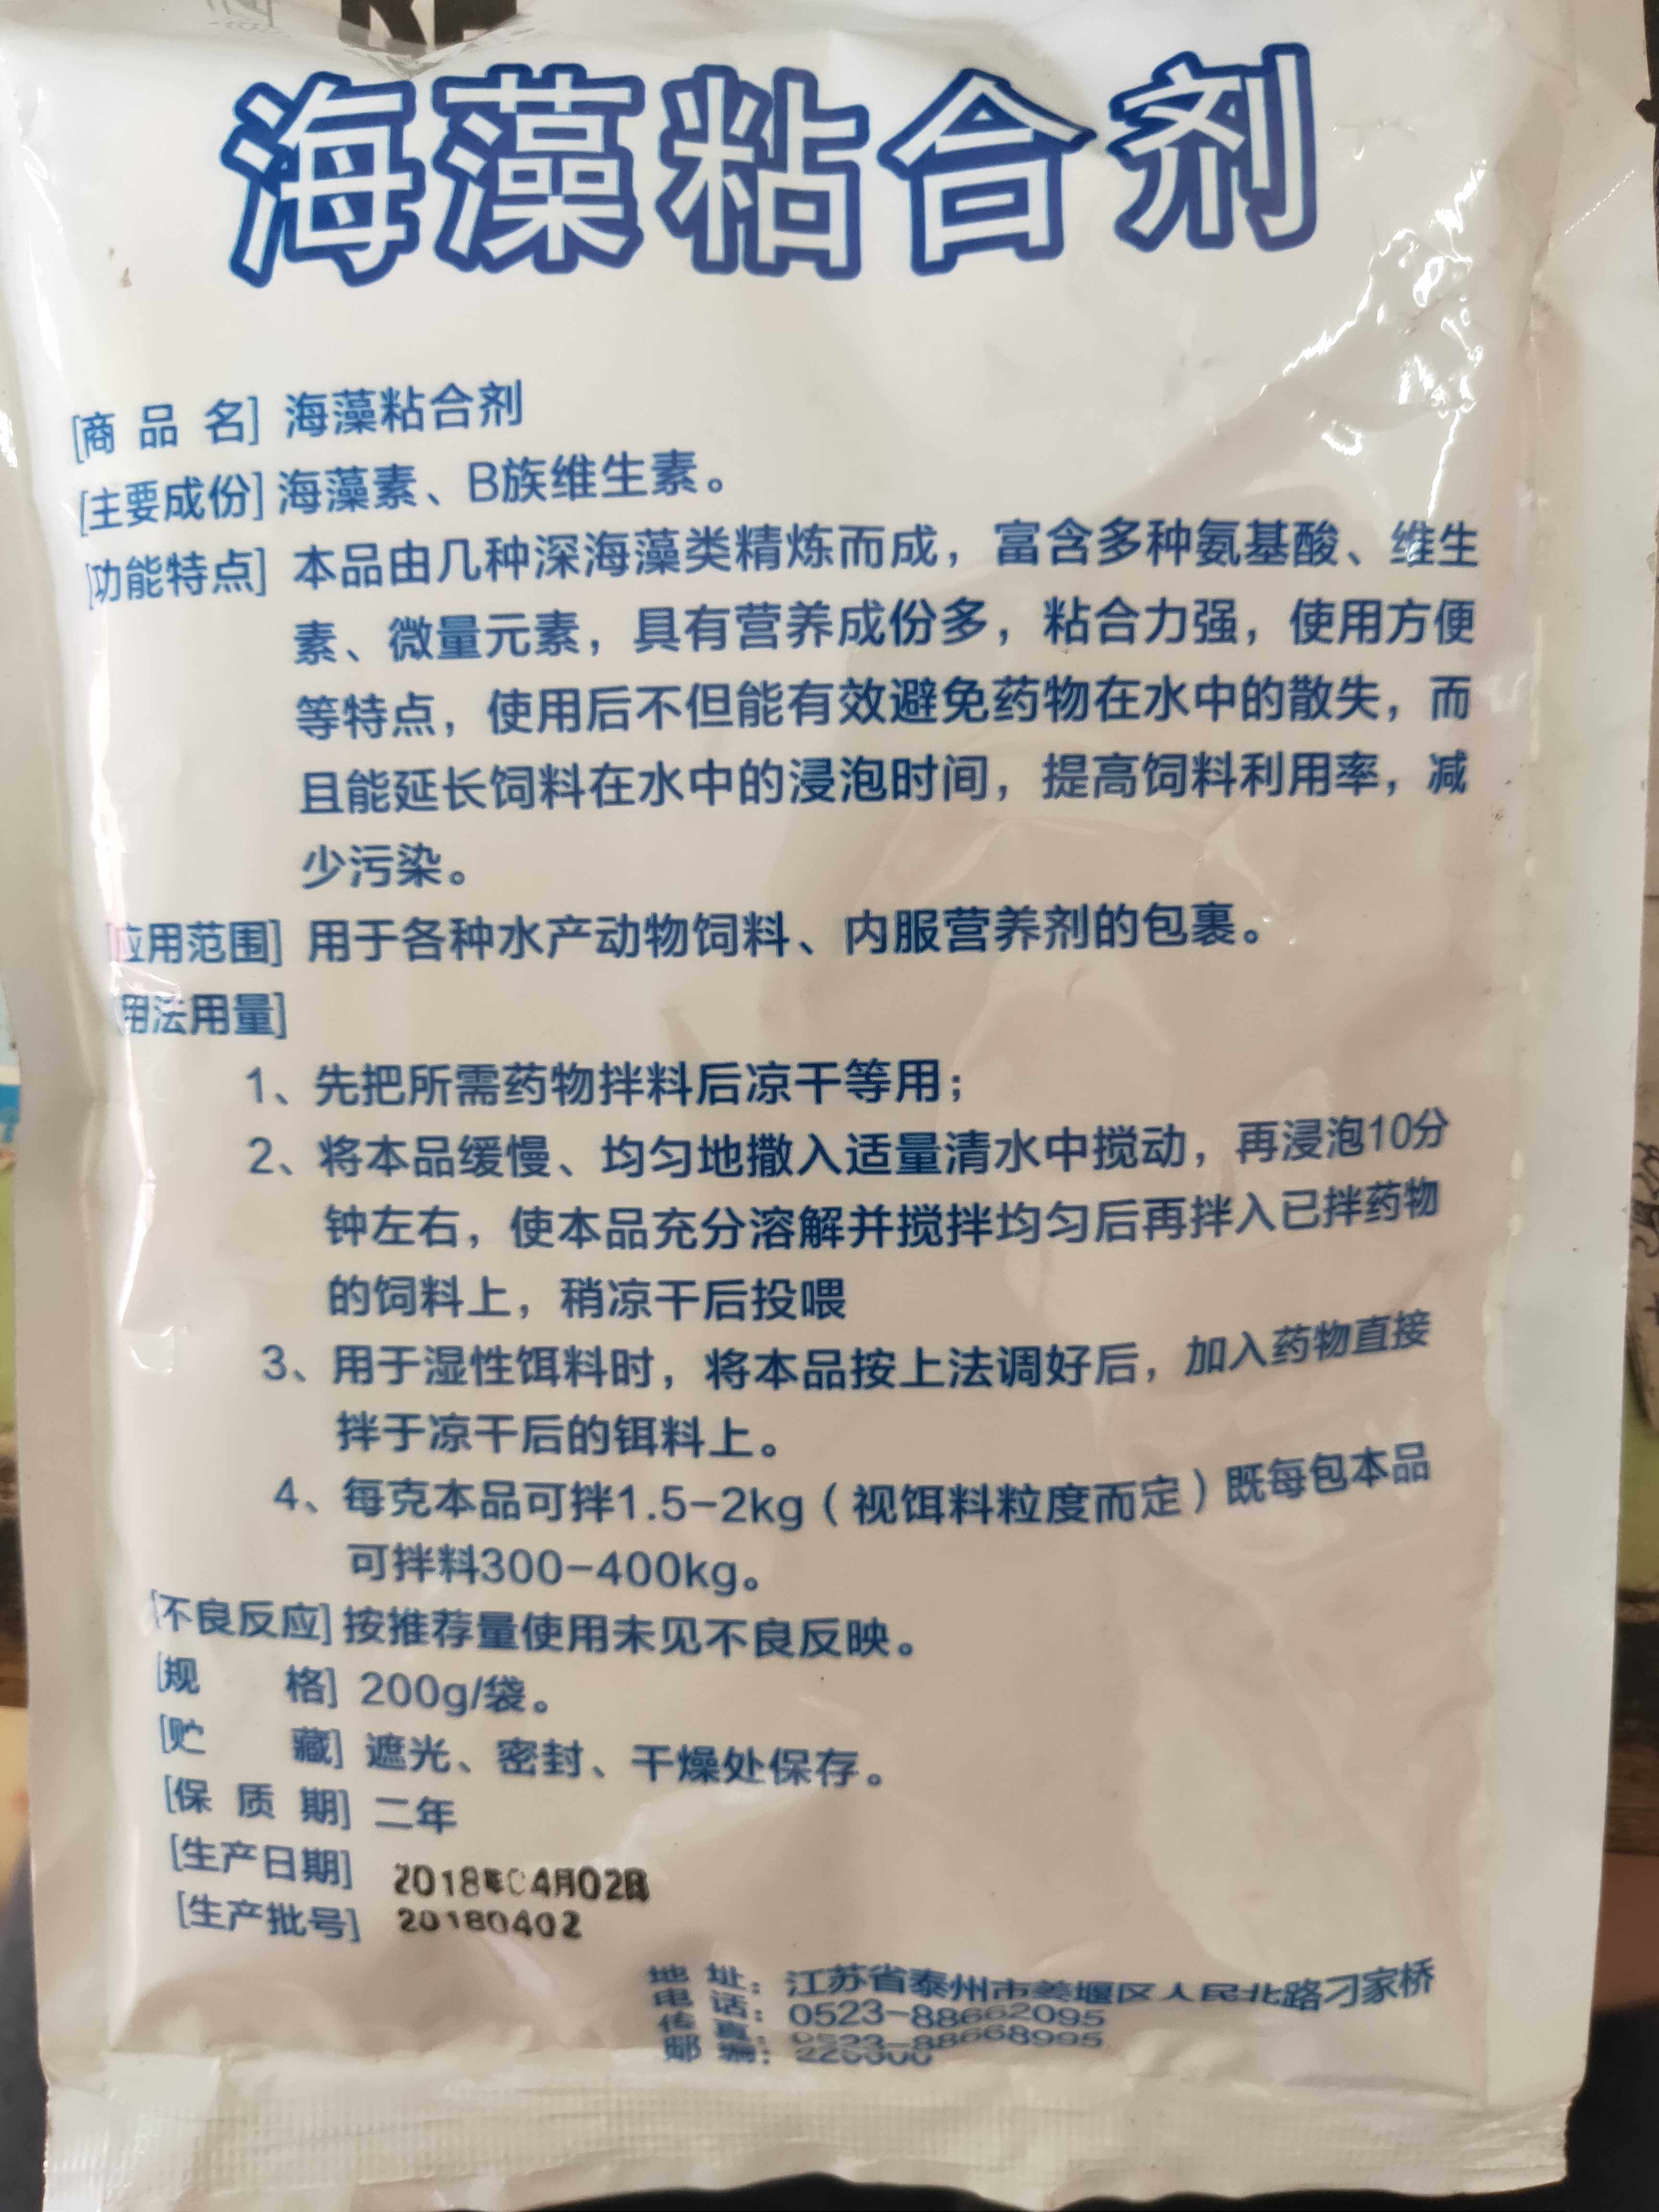 海藻粘合剂
[商 品 名] 海藻粘合剂
[主要成份] 海藻素、B族维生素。
[功能特点] 本品由几种深海藻类精炼而成，富含多种氨基酸、维生
素、微量元素，具有营养成份多，粘合力强，使用方便
等特点，使用后不但能有效避免药物在水中的散失，而
且能延长饲料在水中的浸泡时间，提高饲料利用率，减
少污染。
[应用范围] 用于各种水产动物饲料、内服营养剂的包裹。
用法用量]
1、先把所需药物拌料后凉干等用；
2、将本品缓慢、均匀地撒入适量清水中搅动，再浸泡10分
钟左右，使本品充分溶解并搅拌均匀后再拌入已拌药物
的饲料上，稍凉干后投喂
3、用于湿性饵料时，将本品按上法调好后，加入药物直接
拌于凉干后的饵料上。
4、每克本品可拌1.5-2kg（视饵料粒度而定）既每包本品
可拌料300-400kg。
[不良反应] 按推荐量使用未见不良反映。
[规 格] 200g/袋。
[贮 藏] 遮光、密封、干燥处保存。
[保 质 期] 二年
[生产日期] 2018年04月02日
[生产批号] 20180402
地 址：江苏省泰州市姜堰区人民北路刁家桥
电 话：0523-88662095
传 真：0523-88668995
邮 编：